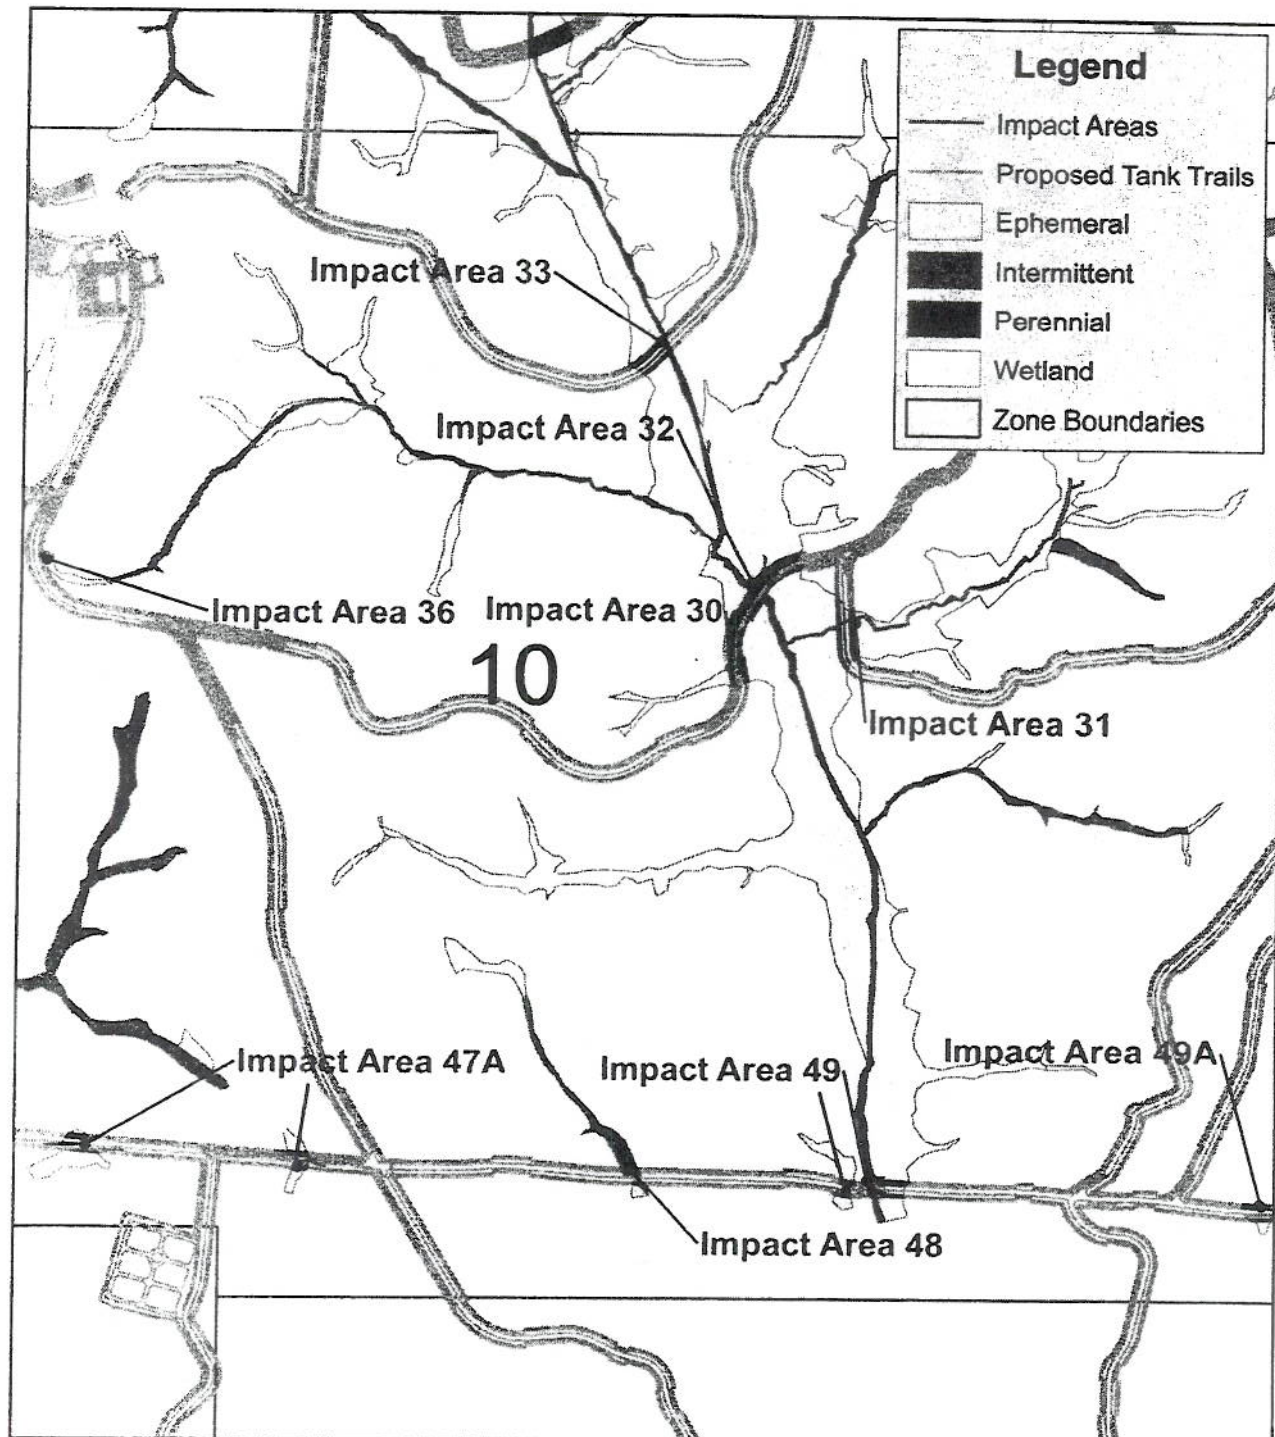 Legend
Impact Areas
Proposed Tank Trails
Ephemeral
Intermittent
Perennial
Wetland
Zone Boundaries
Impact Area 33
Impact Area 32
Impact Area 36
Impact Area 30
10
Impact Area 31
Impact Area 47A
Impact Area 49
Impact Area 49A
Impact Area 48